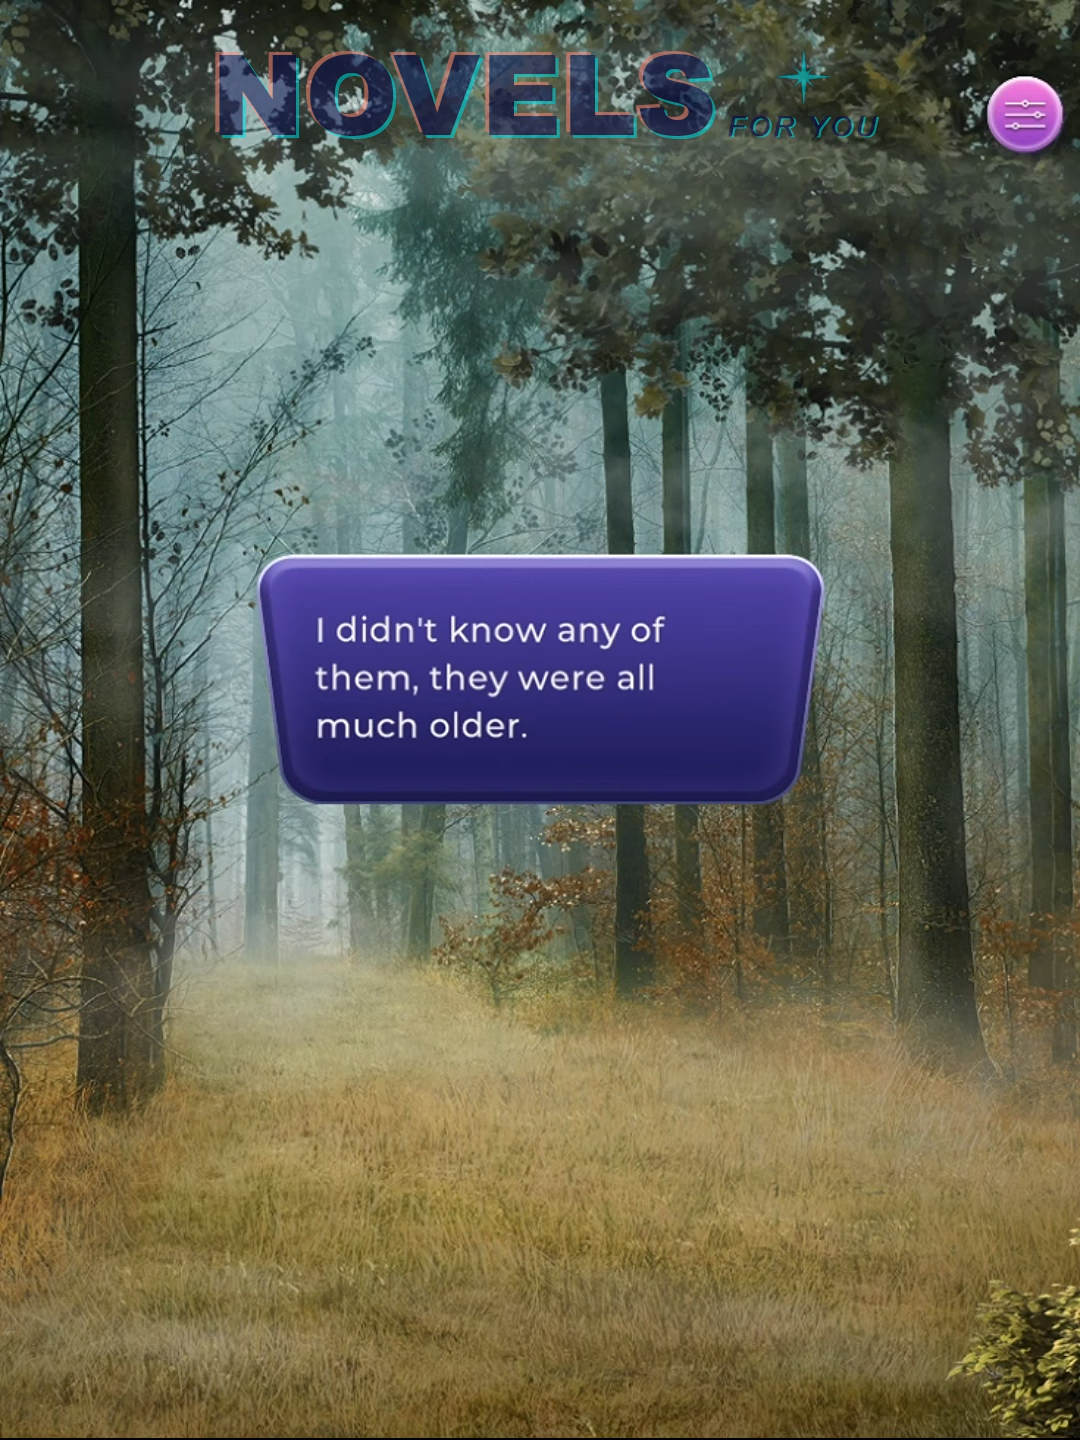 NOVELS FOR YOU
I didn't know any of
them, they were all
much older.